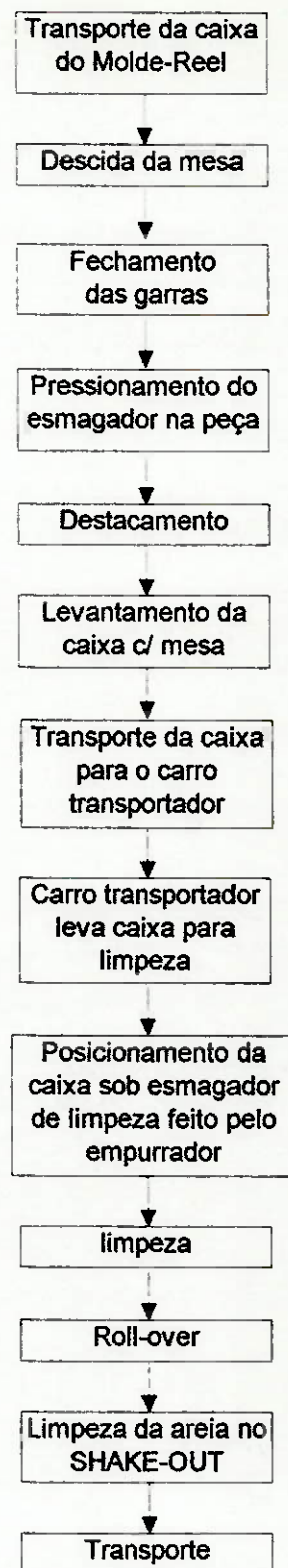 Transporte da caixa
do Molde-Reel
Descida da mesa
Fechamento
das garras
Pressionamento do
esmagador na peça
Destacamento
Levantamento da
caixa c/ mesa
Transporte da caixa
para o carro
transportador
Carro transportador
leva caixa para
limpeza
Posicionamento da
caixa sob esmagador
de limpeza feito pelo
empurrador
limpeza
Roll-over
Limpeza da areia no
SHAKE-OUT
Transporte